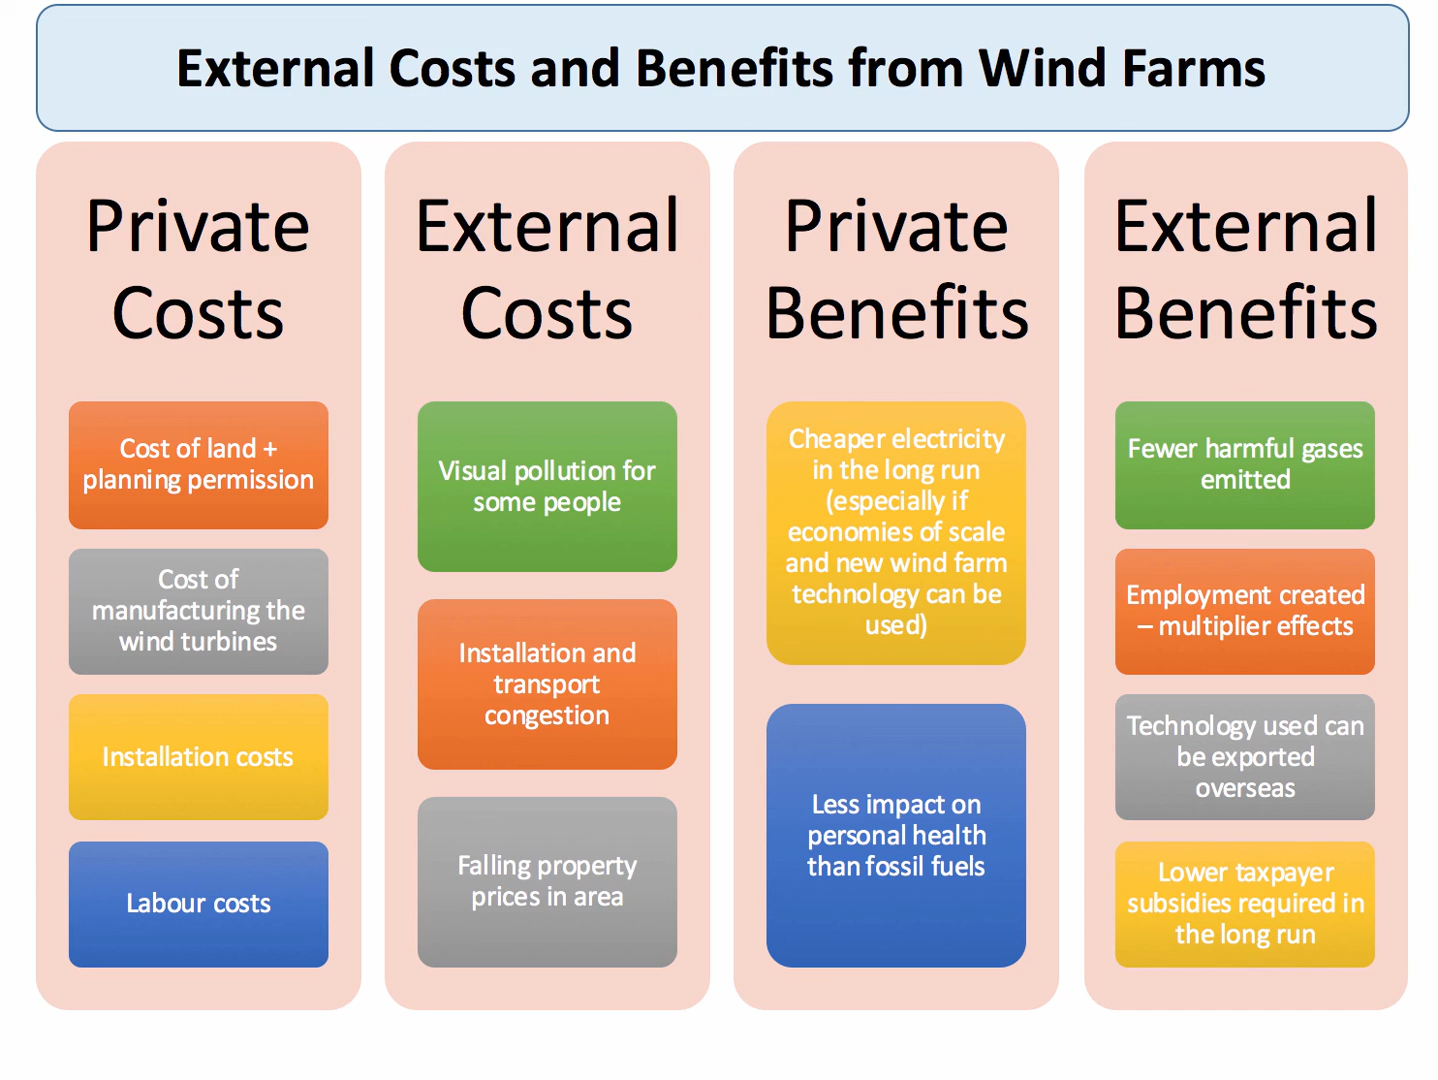 External Costs and Benefits from Wind Farms
Private
Costs
Cost of land +
planning permission
Cost of
manufacturing the
wind turbines
Installation costs
Labour costs
External
Costs
Visual pollution for
some people
Installation and
transport
congestion
Falling property
prices in area
Private
Benefits
Cheaper electricity
in the long run
(especially if
economies of scale
and new wind farm
technology can be
used)
Less impact on
personal health
than fossil fuels
External
Benefits
Fewer harmful gases
emitted
Employment created
– multiplier effects
Technology used can
be exported
overseas
Lower taxpayer
subsidies required in
the long run